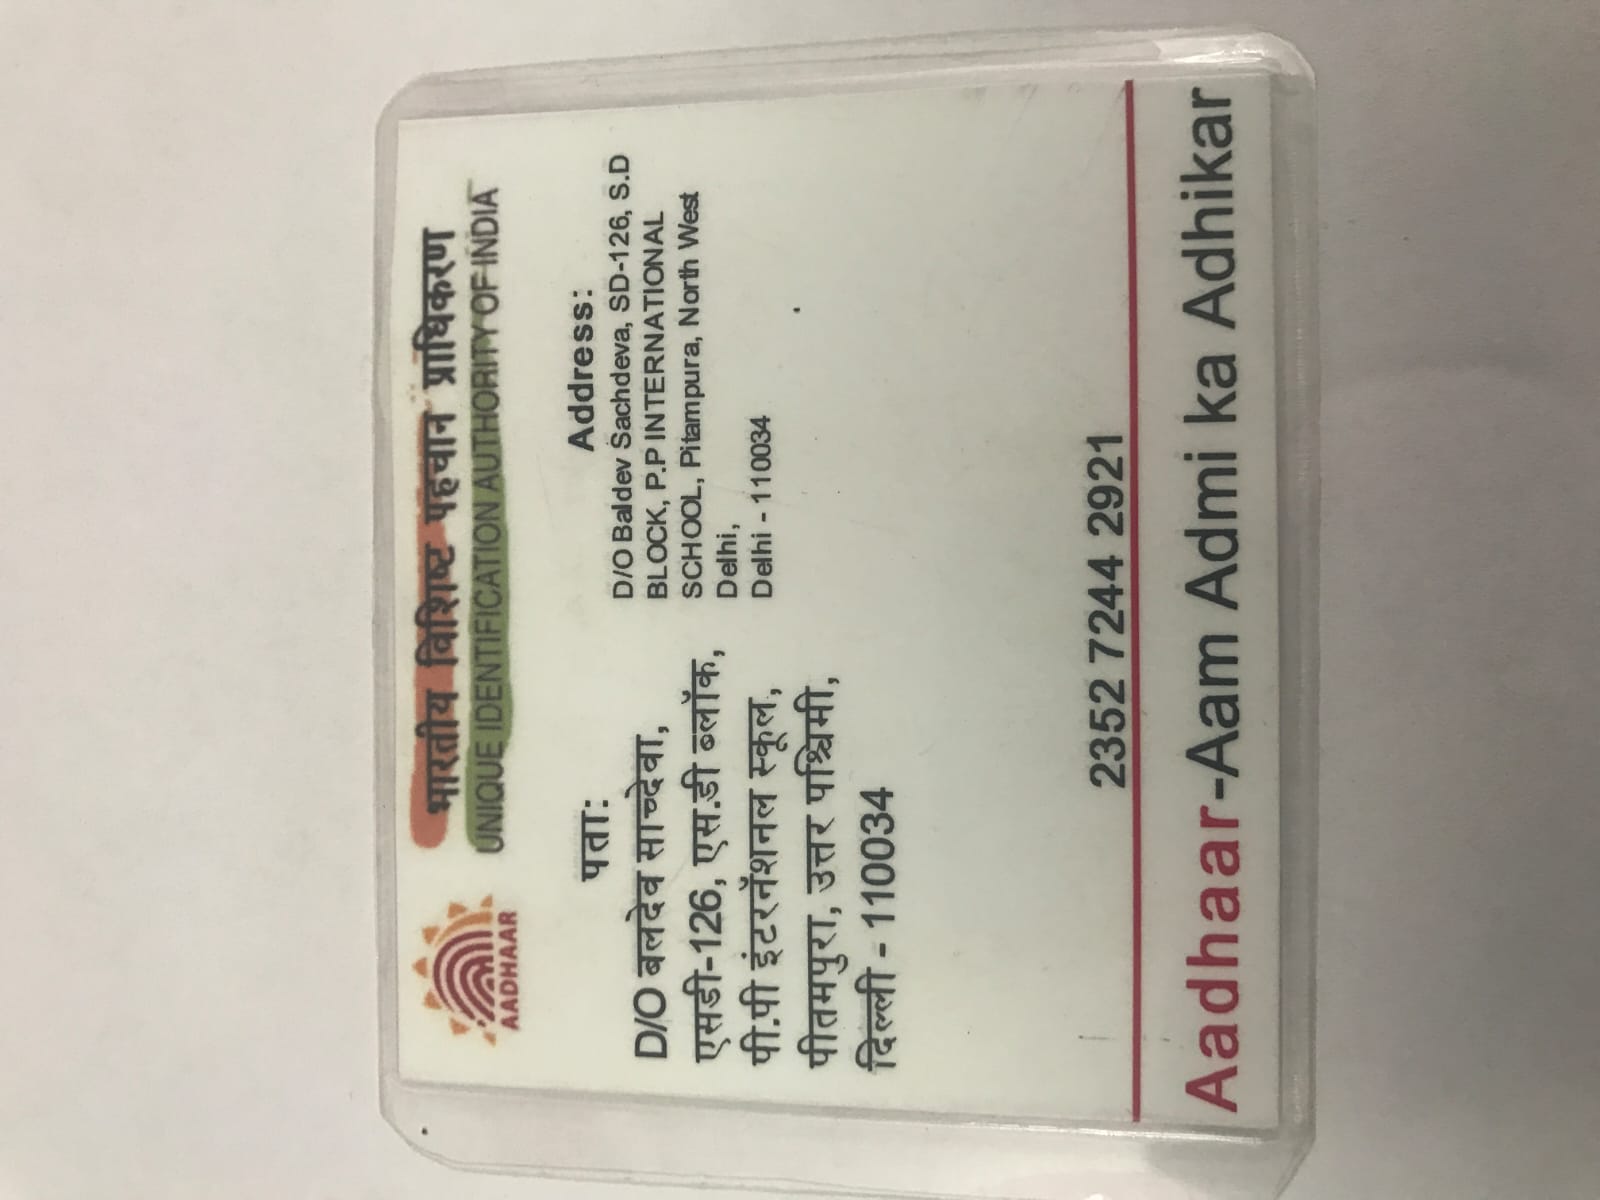 भारतीय विशिष्ट पहचान प्राधिकरण
UNIQUE IDENTIFICATION AUTHORITY OF INDIA
AADHAAR
पता:
D/O बलदेव साच्देवा,
एसडी-126, एस.डी ब्लॉक,
पी.पी इंटरनॅशनल स्कूल,
पीतमपुरा, उत्तर पश्चिमी,
दिल्ली - 110034
Address:
D/O Baldev Sachdeva, SD-126, S.D
BLOCK, P.P INTERNATIONAL
SCHOOL, Pitampura, North West
Delhi,
Delhi - 110034
2352 7244 2921
Aadhaar-Aam Admi ka Adhikar